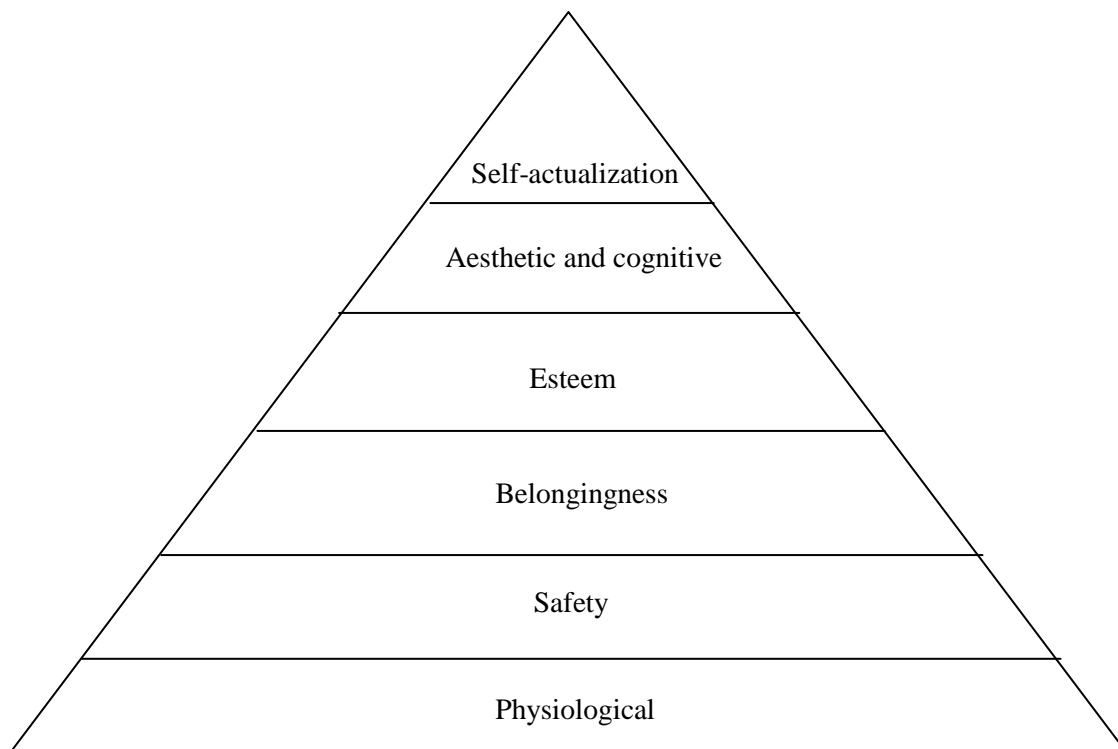 Self-actualization
Aesthetic and cognitive
Esteem
Belongingness
Safety
Physiological